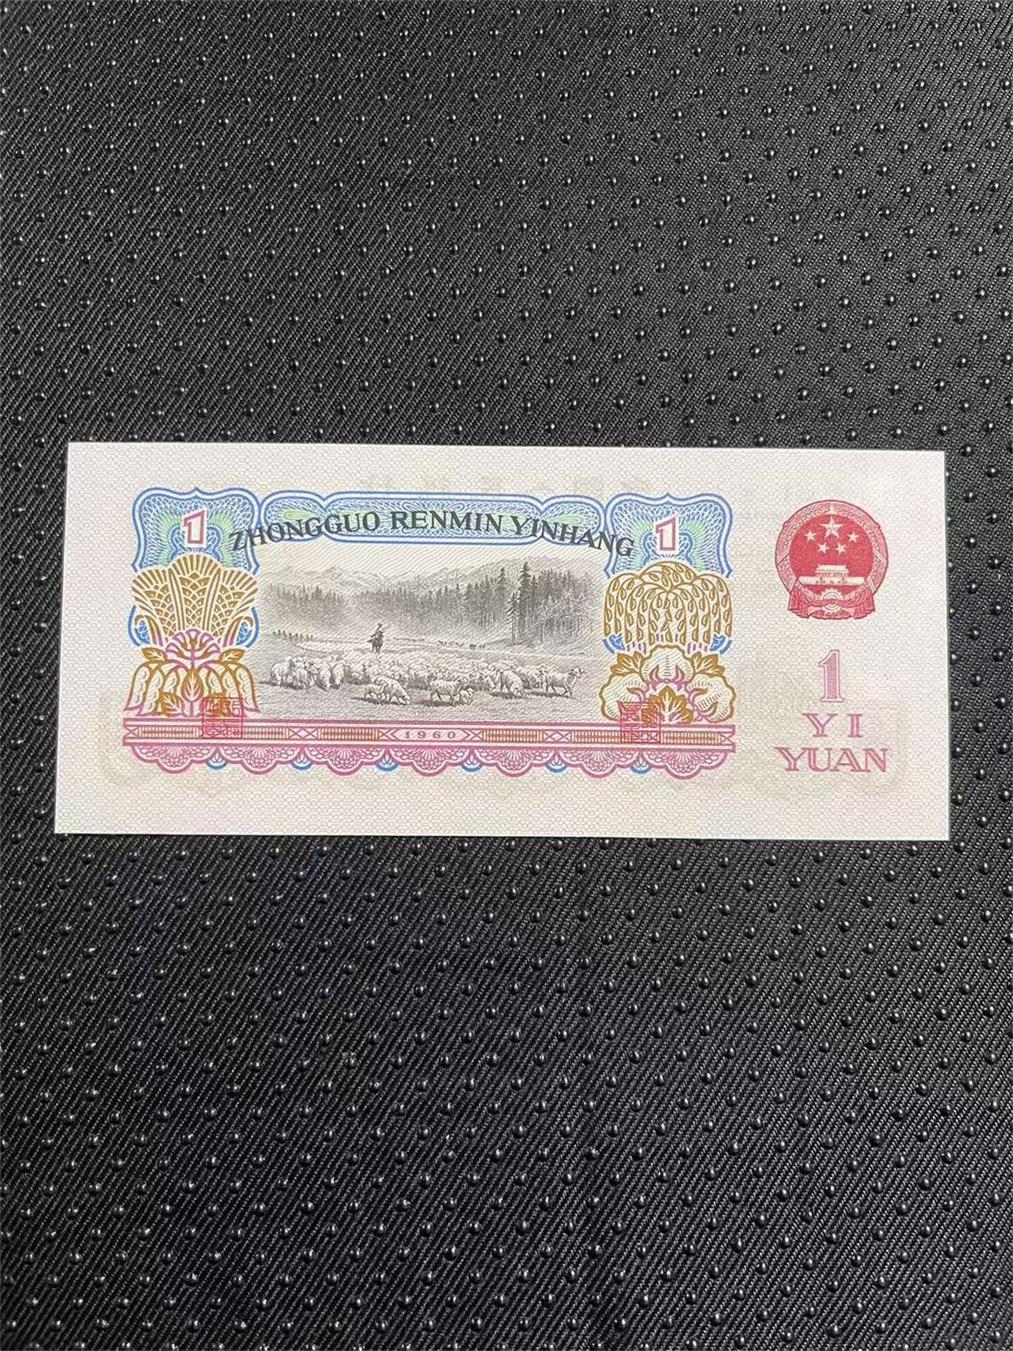 1
ZHONGGUO RENMIN YINHANG
1
1960
1
YI
YUAN